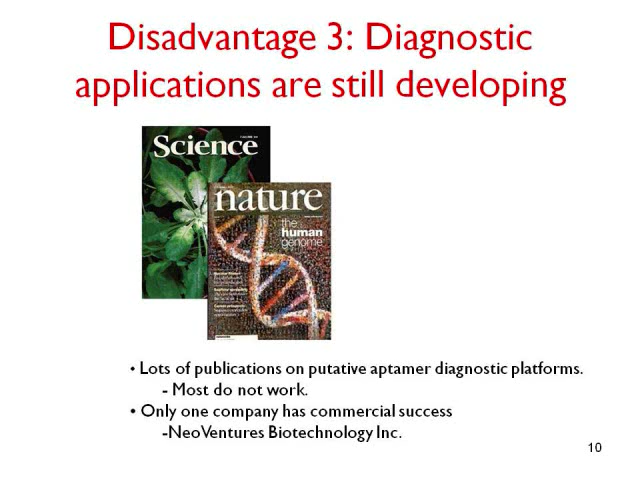 Disadvantage 3: Diagnostic
applications are still developing
Science
nature
the
human
genome
• Lots of publications on putative aptamer diagnostic platforms.
- Most do not work.
• Only one company has commercial success
-NeoVentures Biotechnology Inc.
10